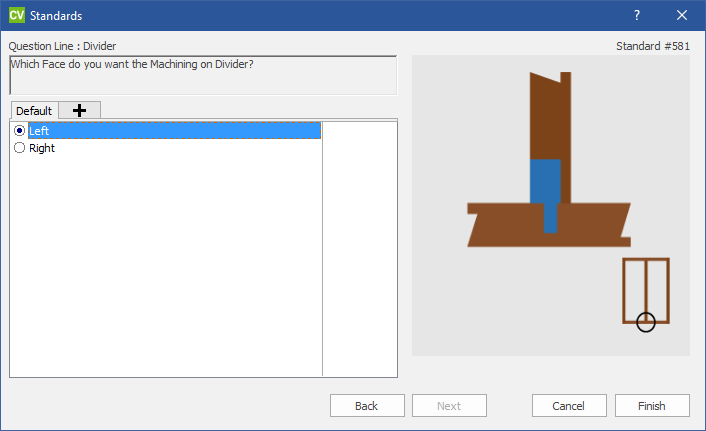 CV Standards ?
Question Line : Divider Standard #581
Which Face do you want the Machining on Divider?
Default
Left
Right
Back Next Cancel Finish